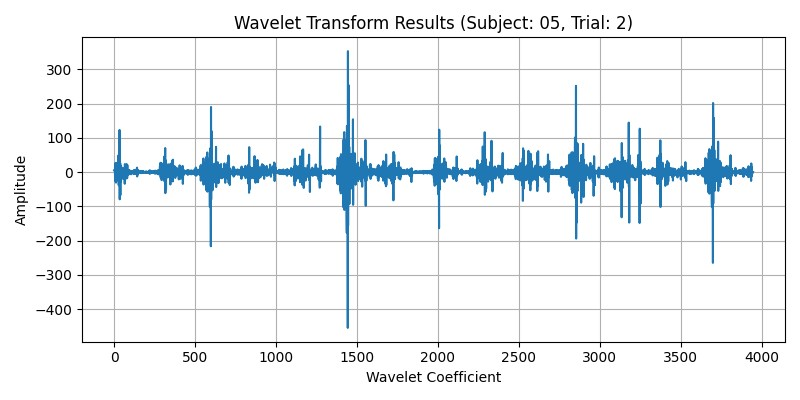 Wavelet Transform Results (Subject: 05, Trial: 2)
300
200
100
0
−100
−200
−300
−400
Amplitude
0 500 1000 1500 2000 2500 3000 3500 4000
Wavelet Coefficient